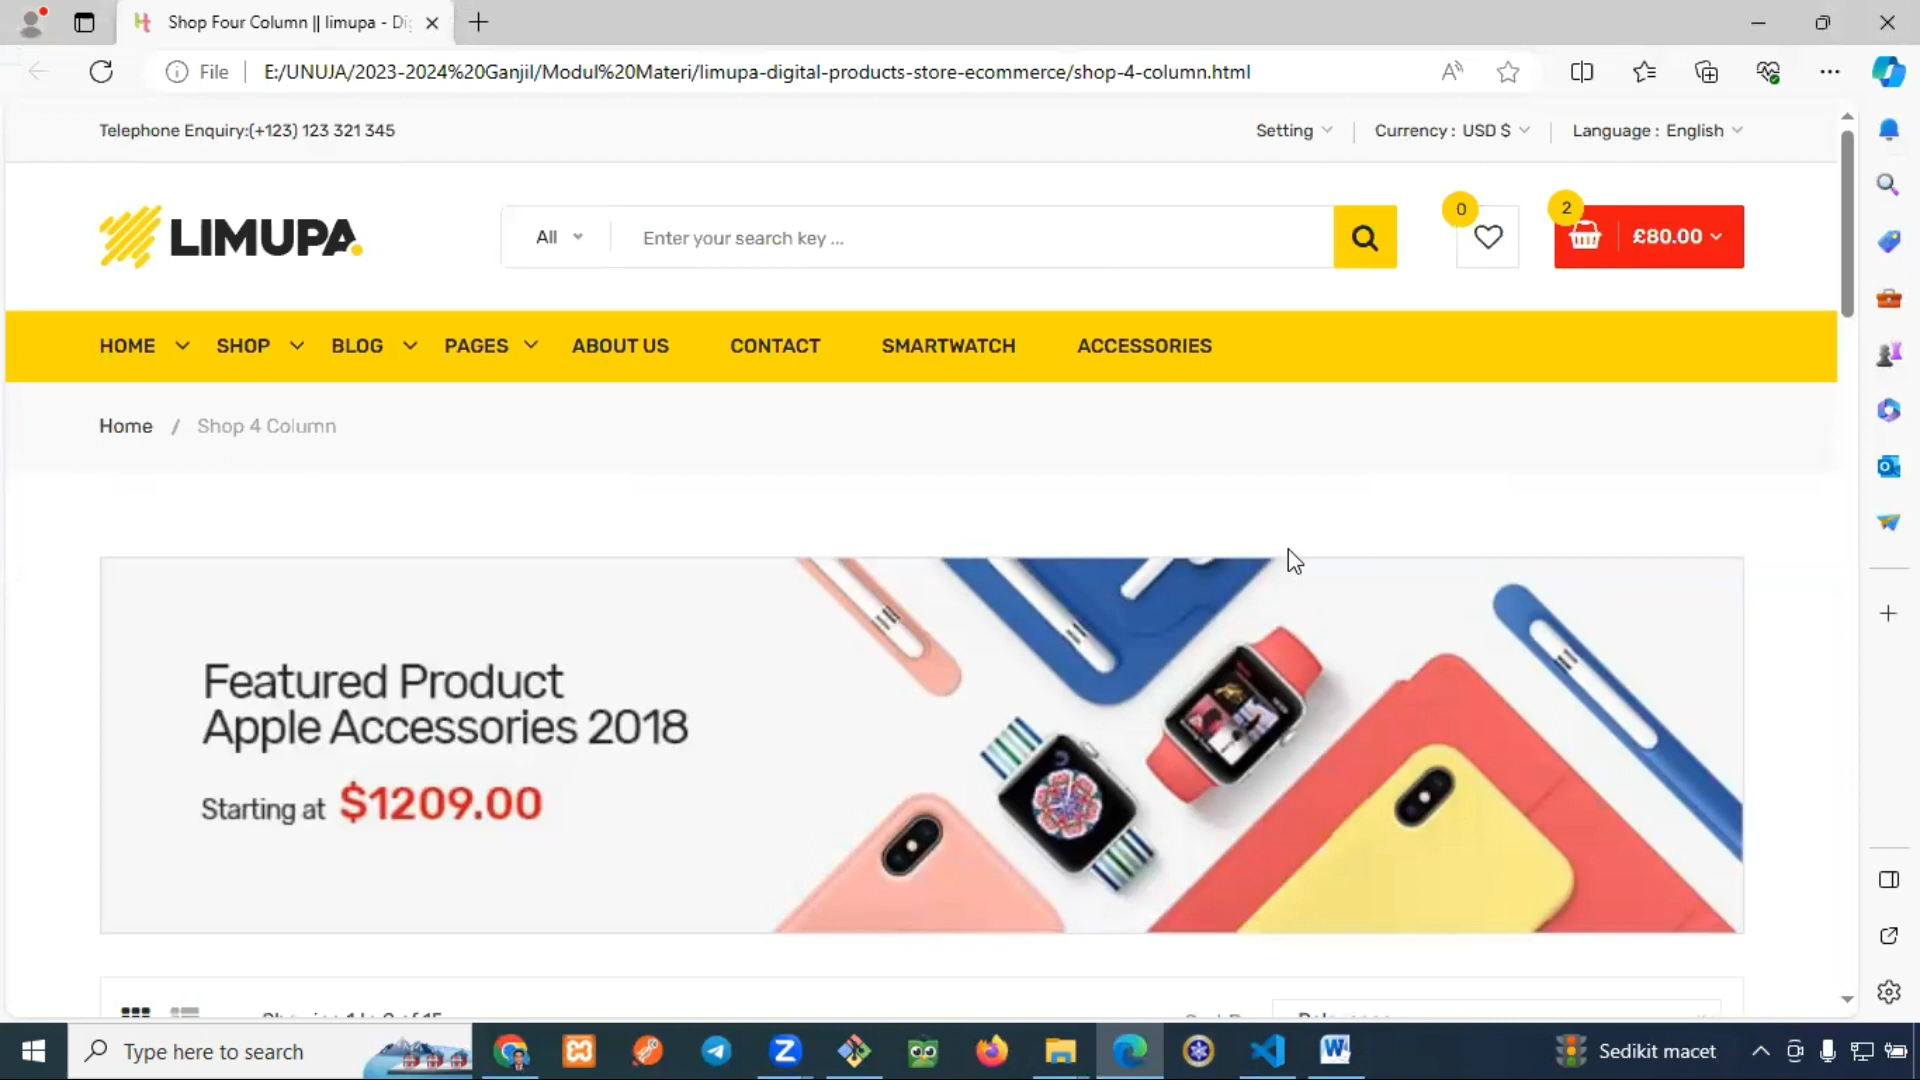 Shop Four Column || limupa - Di
File
E:/UNUJA/2023-2024%20Ganjil/Modul%20Materi/limupa-digital-products-store-ecommerce/shop-4-column.html
Telephone Enquiry:(+123) 123 321 345
Setting
Currency : USD $
Language : English
LIMUPA.
All
Enter your search key ...
0
2
£80.00
HOME SHOP BLOG PAGES ABOUT US CONTACT SMARTWATCH ACCESSORIES
Home / Shop 4 Column
Featured Product
Apple Accessories 2018
Starting at $1209.00
Type here to search
Sedikit macet